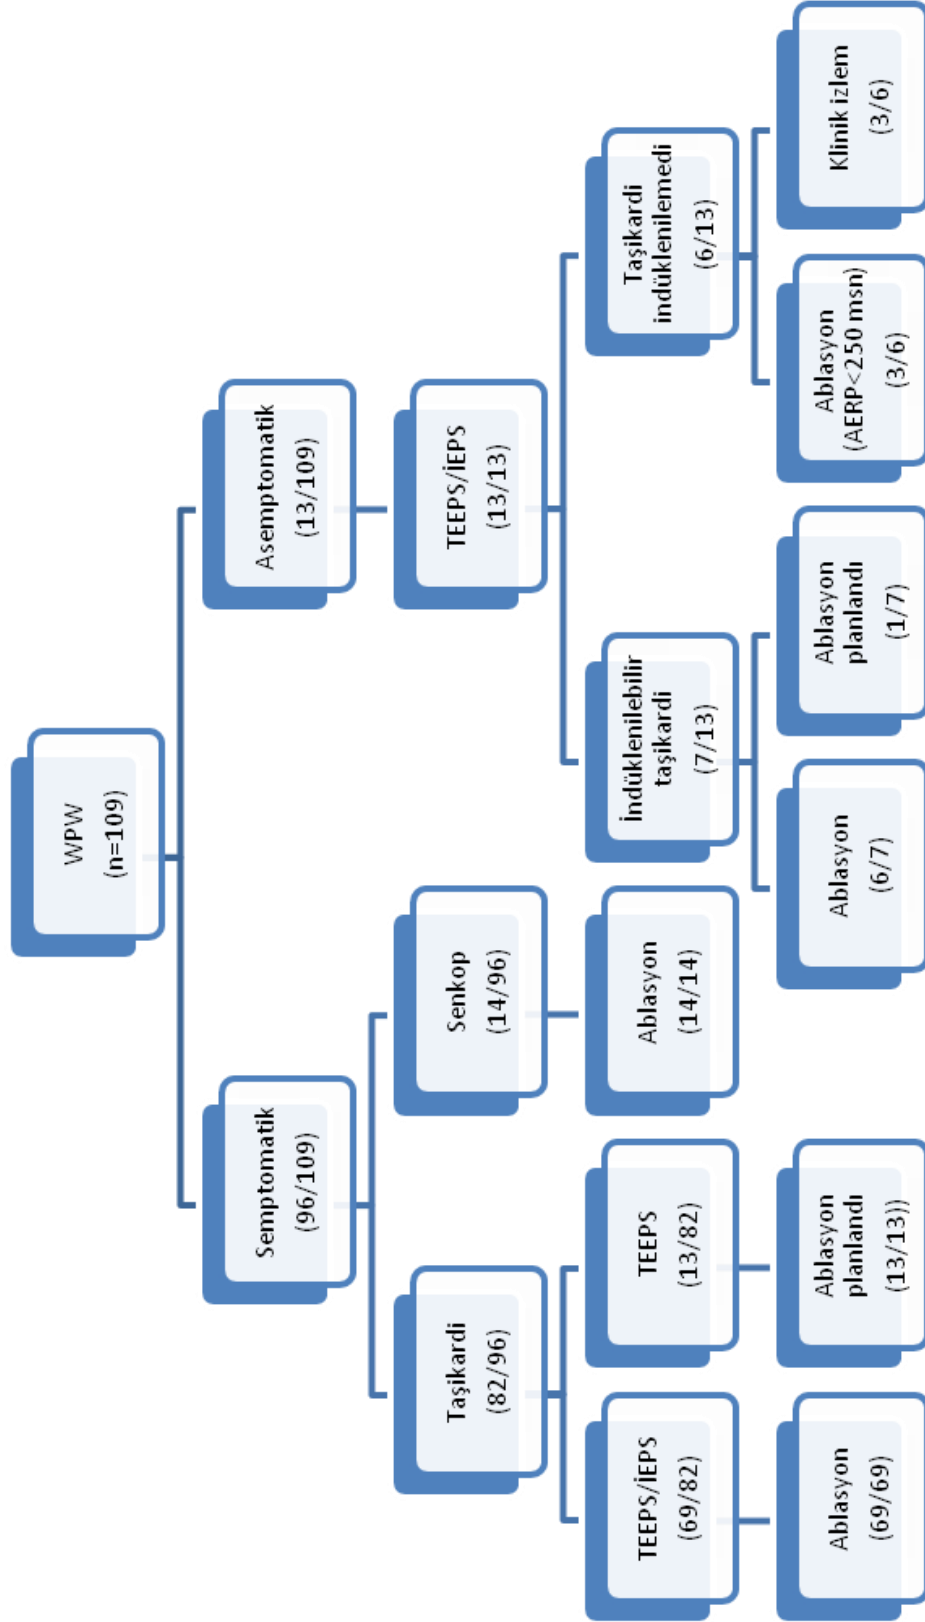 WPW
(n=109)
Semptomatik
(96/109)
Asemptomatik
(13/109)
Taşikardi
(82/96)
Senkop
(14/96)
TEEPS/İEPS
(13/13)
TEEPS/İEPS
(69/82)
TEEPS
(13/82)
Ablasyon
(14/14)
İndüklenilebilir
taşikardi
(7/13)
Taşikardi
indüklenilemedi
(6/13)
Ablasyon
(69/69)
Ablasyon
planlandı
(13/13))
Ablasyon
(6/7)
Ablasyon
planlandı
(1/7)
Ablasyon
(AERP<250 msn)
(3/6)
Klinik izlem
(3/6)